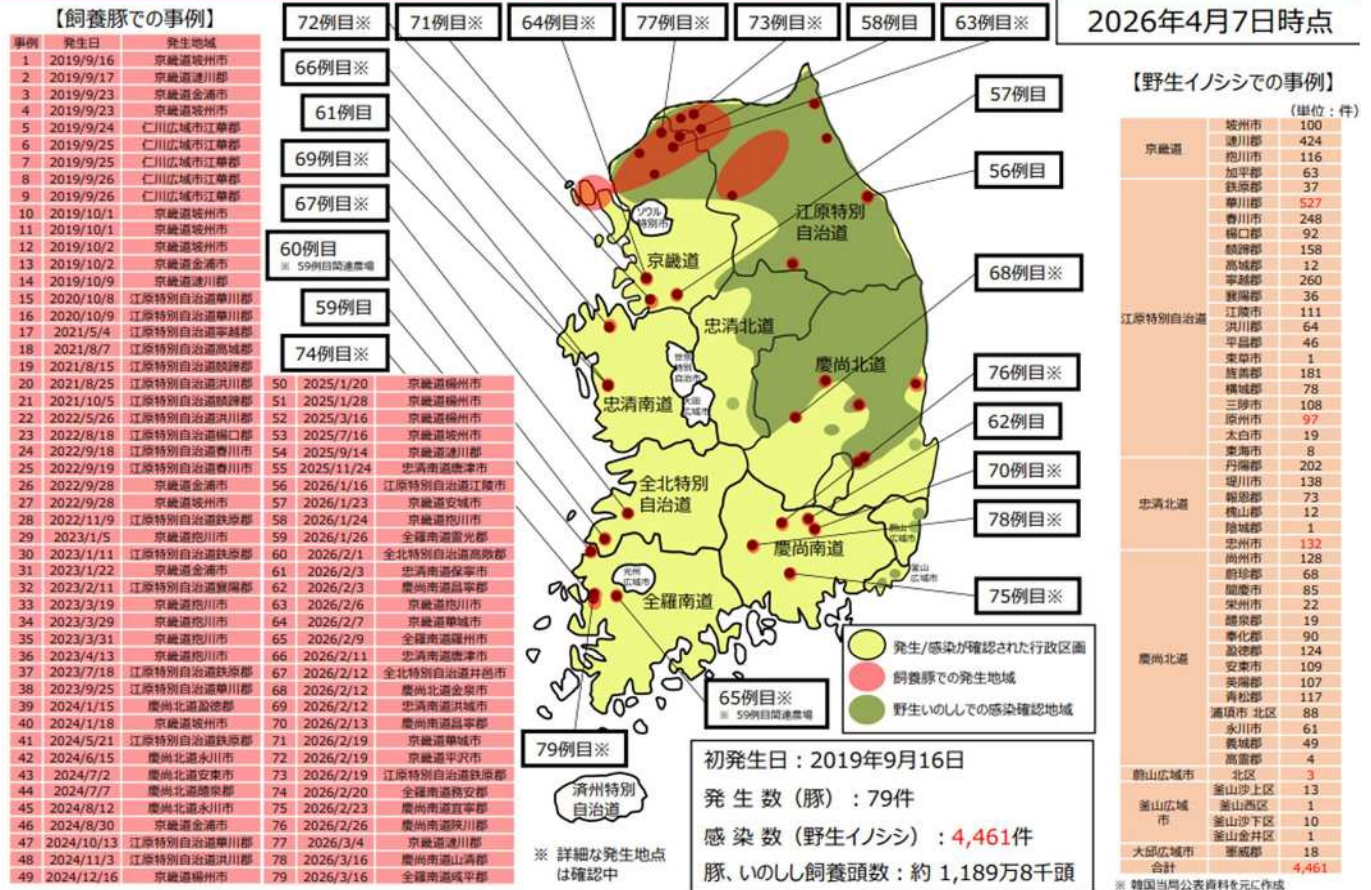 【飼養豚での事例】
事例 発生日 発生地域
1 2019/9/16 京畿道坡州市
2 2019/9/17 京畿道漣川郡
3 2019/9/23 京畿道金浦市
4 2019/9/23 京畿道坡州市
5 2019/9/24 仁川広域市江華郡
6 2019/9/25 仁川広域市江華郡
7 2019/9/25 仁川広域市江華郡
8 2019/9/26 仁川広域市江華郡
9 2019/9/26 仁川広域市江華郡
10 2019/10/1 京畿道坡州市
11 2019/10/1 京畿道坡州市
12 2019/10/2 京畿道坡州市
13 2019/10/2 京畿道金浦市
14 2019/10/9 京畿道漣川郡
15 2020/10/8 江原特別自治道華川郡
16 2020/10/9 江原特別自治道華川郡
17 2021/5/4 江原特別自治道寧越郡
18 2021/8/7 江原特別自治道高城郡
19 2021/8/15 江原特別自治道麟蹄郡
20 2021/8/25 江原特別自治道洪川郡
21 2021/10/5 江原特別自治道麟蹄郡
22 2022/5/26 江原特別自治道洪川郡
23 2022/8/18 江原特別自治道楊口郡
24 2022/9/18 江原特別自治道春川市
25 2022/9/19 江原特別自治道春川市
26 2022/9/28 京畿道金浦市
27 2022/9/28 京畿道坡州市
28 2022/11/9 江原特別自治道鉄原郡
29 2023/1/5 京畿道抱川市
30 2023/1/11 江原特別自治道鉄原郡
31 2023/1/22 京畿道金浦市
32 2023/2/11 江原特別自治道襄陽郡
33 2023/3/19 京畿道抱川市
34 2023/3/29 京畿道抱川市
35 2023/3/31 京畿道抱川市
36 2023/4/13 京畿道抱川市
37 2023/7/18 江原特別自治道鉄原郡
38 2023/9/25 江原特別自治道華川郡
39 2024/1/15 慶尚北道盈徳郡
40 2024/1/18 京畿道坡州市
41 2024/5/21 江原特別自治道鉄原郡
42 2024/6/15 慶尚北道永川市
43 2024/7/2 慶尚北道安東市
44 2024/7/7 慶尚北道醴泉郡
45 2024/8/12 慶尚北道永川市
46 2024/8/30 京畿道金浦市
47 2024/10/13 江原特別自治道華川郡
48 2024/11/3 江原特別自治道洪川郡
49 2024/12/16 京畿道楊州市
50 2025/1/20 京畿道楊州市
51 2025/1/28 京畿道楊州市
52 2025/3/16 京畿道楊州市
53 2025/7/16 京畿道坡州市
54 2025/9/14 京畿道漣川郡
55 2025/11/24 忠清南道唐津市
56 2026/1/16 江原特別自治道江陵市
57 2026/1/23 京畿道安城市
58 2026/1/24 京畿道抱川市
59 2026/1/26 全羅南道霊光郡
60 2026/2/1 全北特別自治道高敞郡
61 2026/2/3 忠清南道保寧市
62 2026/2/3 慶尚南道昌寧郡
63 2026/2/6 京畿道抱川市
64 2026/2/7 京畿道華城市
65 2026/2/9 全羅南道羅州市
66 2026/2/11 忠清南道唐津市
67 2026/2/12 全北特別自治道井邑市
68 2026/2/12 慶尚北道金泉市
69 2026/2/12 忠清南道洪城市
70 2026/2/13 慶尚南道昌寧郡
71 2026/2/19 京畿道華城市
72 2026/2/19 京畿道平沢市
73 2026/2/19 江原特別自治道鉄原郡
74 2026/2/20 全羅南道務安郡
75 2026/2/23 慶尚南道宜寧郡
76 2026/2/26 慶尚南道陜川郡
77 2026/3/4 京畿道漣川郡
78 2026/3/16 慶尚南道山清郡
79 2026/3/16 全羅南道咸平郡
72例目※
71例目※
64例目※
77例目※
73例目※
58例目
63例目※
66例目※
61例目
69例目※
67例目※
60例目
※ 59例目関連農場
59例目
74例目※
57例目
56例目
68例目※
76例目※
62例目
70例目※
78例目※
75例目※
65例目※
※ 59例目関連農場
79例目※
ソウル
特別市
京畿道
江原特別
自治道
忠清北道
世宗
特別
自治市
大田
広域市
忠清南道
慶尚北道
全北特別
自治道
慶尚南道
蔚山
広域市
釜山
広域市
光州
広域市
全羅南道
済州特別
自治道
※ 詳細な発生地点
は確認中
発生/感染が確認された行政区画
飼養豚での発生地域
野生いのししでの感染確認地域
初発生日：2019年9月16日
発 生 数（豚）：79件
感 染 数（野生イノシシ）：4,461件
豚、いのしし飼養頭数：約 1,189万8千頭
2026年4月7日時点
【野生イノシシでの事例】
(単位：件)
京畿道 坡州市 100
漣川郡 424
抱川市 116
加平郡 63
江原特別自治道 鉄原郡 37
華川郡 527
春川市 248
楊口郡 92
麟蹄郡 158
高城郡 12
寧越郡 260
襄陽郡 36
江陵市 111
洪川郡 64
平昌郡 46
束草市 1
旌善郡 181
横城郡 78
三陟市 108
原州市 97
太白市 19
東海市 8
忠清北道 丹陽郡 202
堤川市 138
報恩郡 73
槐山郡 12
陰城郡 1
忠州市 132
慶尚北道 尚州市 128
蔚珍郡 68
聞慶市 85
栄州市 22
醴泉郡 19
奉化郡 90
盈徳郡 124
安東市 109
英陽郡 107
青松郡 117
浦項市 北区 88
永川市 61
義城郡 49
高霊郡 4
蔚山広域市 北区 3
釜山広域市 釜山沙上区 13
釜山西区 1
釜山沙下区 10
釜山金井区 1
大邱広域市 軍威郡 18
合計 4,461
※ 韓国当局公表資料を元に作成